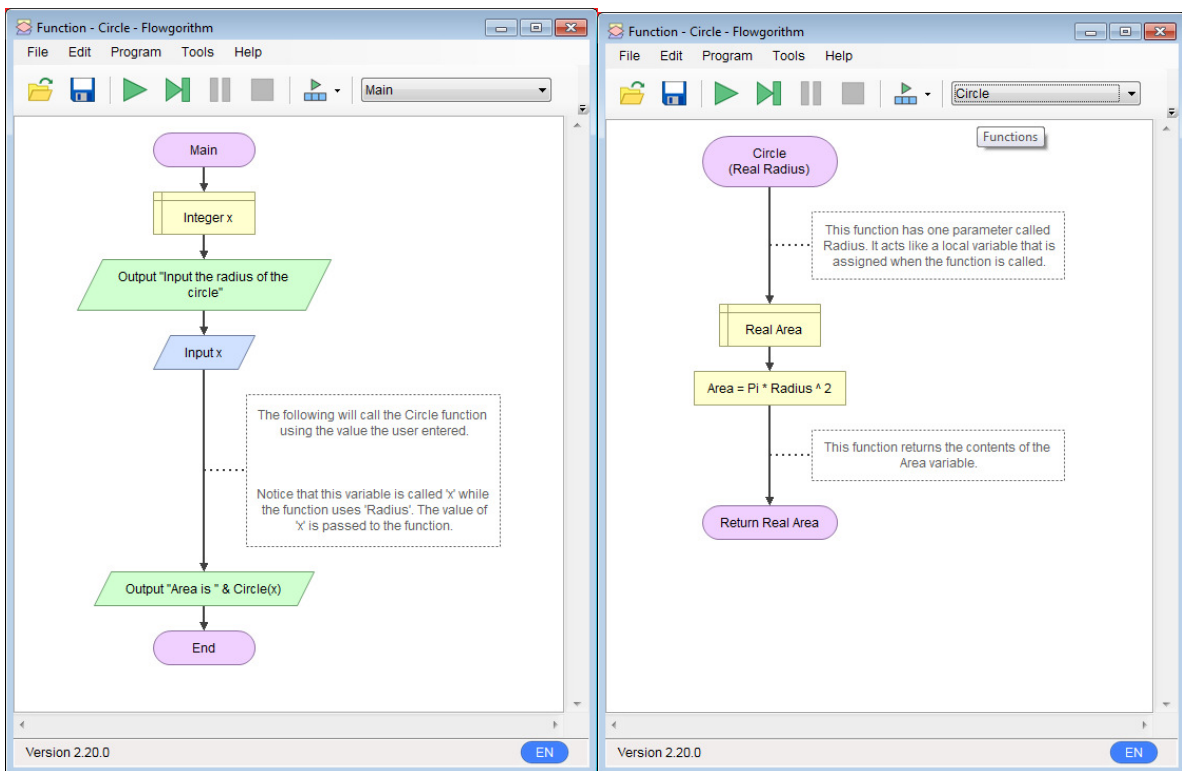 Function - Circle - Flowgorithm
File Edit Program Tools Help
Main
Main
Integer x
Output "Input the radius of the
circle"
Input x
The following will call the Circle function
using the value the user entered.
Notice that this variable is called 'x' while
the function uses 'Radius'. The value of
'x' is passed to the function.
Output "Area is " & Circle(x)
End
Version 2.20.0
EN
Function - Circle - Flowgorithm
File Edit Program Tools Help
Circle
Functions
Circle
(Real Radius)
This function has one parameter called
Radius. It acts like a local variable that is
assigned when the function is called.
Real Area
Area = Pi * Radius ^ 2
This function returns the contents of the
Area variable.
Return Real Area
Version 2.20.0
EN